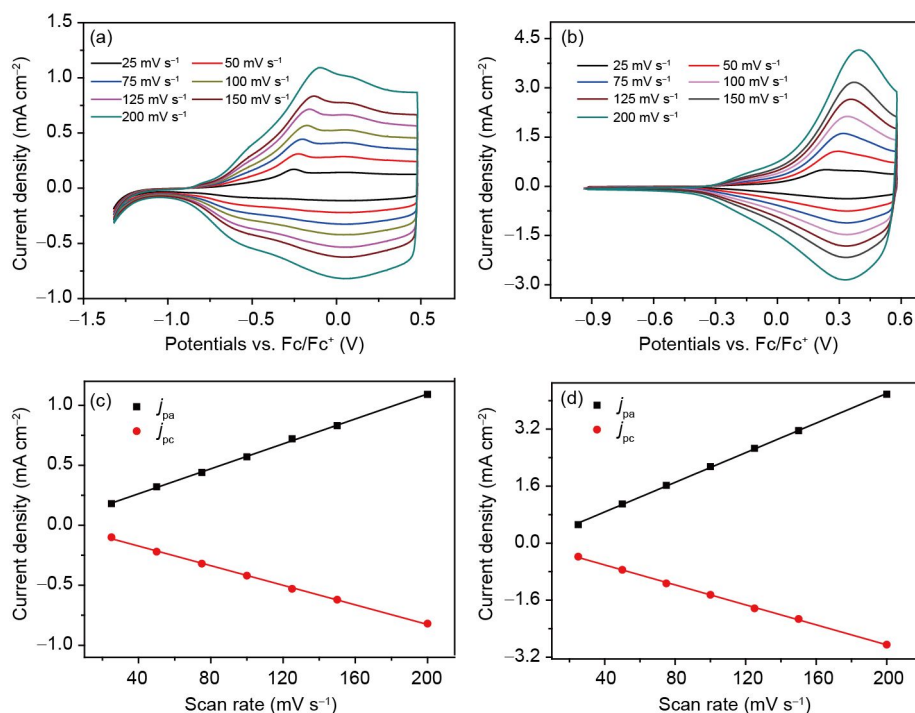 (a)
25 mV s⁻¹ 50 mV s⁻¹
75 mV s⁻¹ 100 mV s⁻¹
125 mV s⁻¹ 150 mV s⁻¹
200 mV s⁻¹
Current density (mA cm⁻²)
1.5
1.0
0.5
0.0
−0.5
−1.0
−1.5 −1.0 −0.5 0.0 0.5
Potentials vs. Fc/Fc⁺ (V)
(b)
25 mV s⁻¹ 50 mV s⁻¹
75 mV s⁻¹ 100 mV s⁻¹
125 mV s⁻¹ 150 mV s⁻¹
200 mV s⁻¹
Current density (mA cm⁻²)
4.5
3.0
1.5
0.0
−1.5
−3.0
−0.9 −0.6 −0.3 0.0 0.3 0.6
Potentials vs. Fc/Fc⁺ (V)
(c)
jpa
jpc
Current density (mA cm⁻²)
1.0
0.5
0.0
−0.5
−1.0
40 80 120 160 200
Scan rate (mV s⁻¹)
(d)
jpa
jpc
Current density (mA cm⁻²)
3.2
1.6
0.0
−1.6
−3.2
40 80 120 160 200
Scan rate (mV s⁻¹)